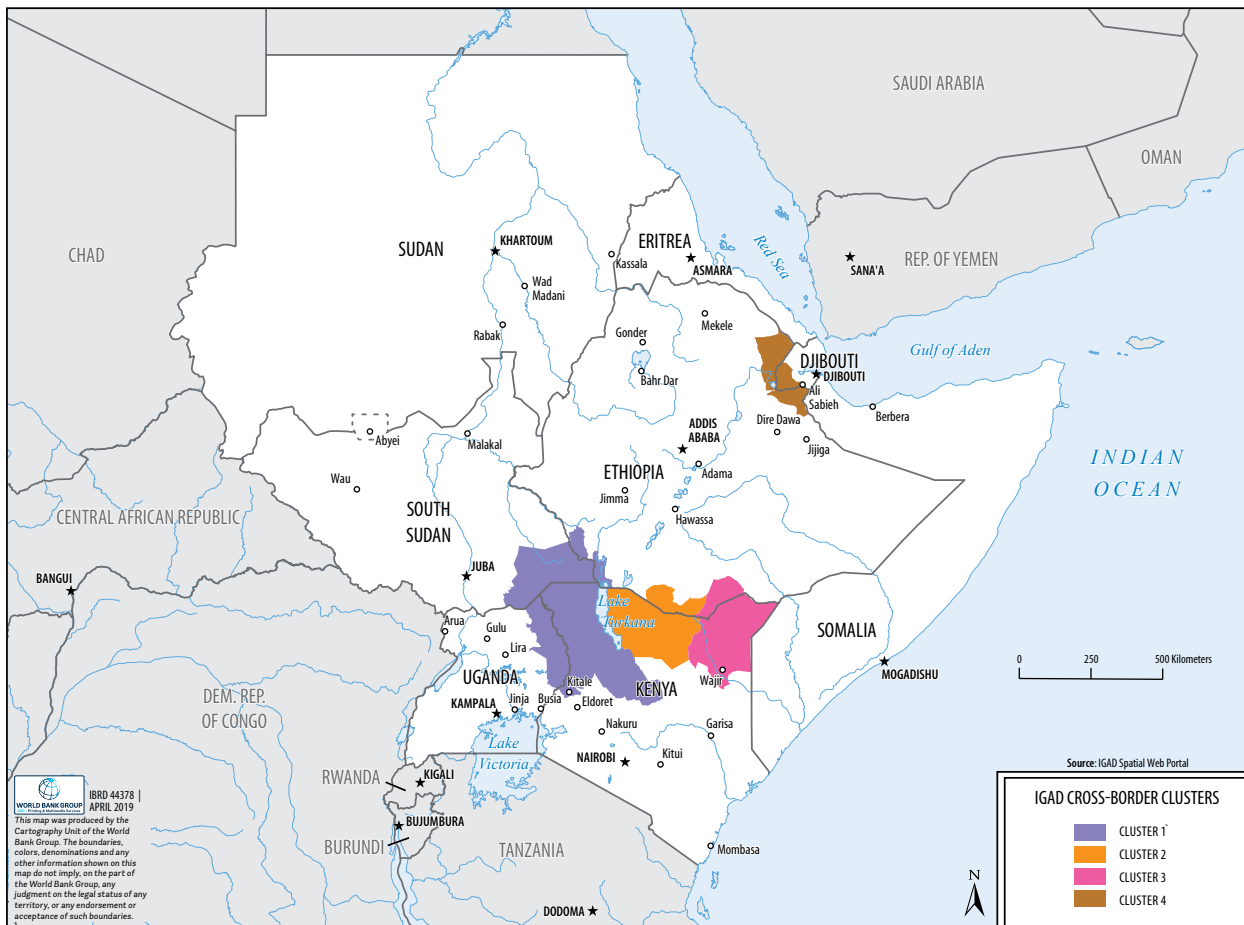 SAUDI ARABIA
OMAN
CHAD
SUDAN
KHARTOUM
ERITREA
Kassala
ASMARA
Red Sea
SANA'A
REP. OF YEMEN
Wad
Madani
Rabak
Gonder
Mekele
Bahr Dar
DJIBOUTI
DJIBOUTI
Ali
Sabieh
Gulf of Aden
Berbera
Dire Dawa
Jijiga
ADDIS
ABABA
Adama
ETHIOPIA
Jimma
Hawassa
Abyei
Malakal
Wau
SOUTH
SUDAN
CENTRAL AFRICAN REPUBLIC
BANGUI
JUBA
INDIAN
OCEAN
Lake
Turkana
SOMALIA
MOGADISHU
Arua
Gulu
Lira
UGANDA
KAMPALA
Jinja
Busia
Kitale
Eldoret
KENYA
Wajir
Nakuru
NAIROBI
Kitui
Garisa
Lake
Victoria
DEM. REP.
OF CONGO
RWANDA
KIGALI
BUJUMBURA
BURUNDI
TANZANIA
DODOMA
Mombasa
0 250 500 Kilometers
Source: IGAD Spatial Web Portal
IGAD CROSS-BORDER CLUSTERS
CLUSTER 1`
CLUSTER 2
CLUSTER 3
CLUSTER 4
N
WORLD BANK GROUP
Printing & Multimedia Services
IBRD 44378 |
APRIL 2019
This map was produced by the
Cartography Unit of the World
Bank Group. The boundaries,
colors, denominations and any
other information shown on this
map do not imply, on the part of
the World Bank Group, any
judgment on the legal status of any
territory, or any endorsement or
acceptance of such boundaries.